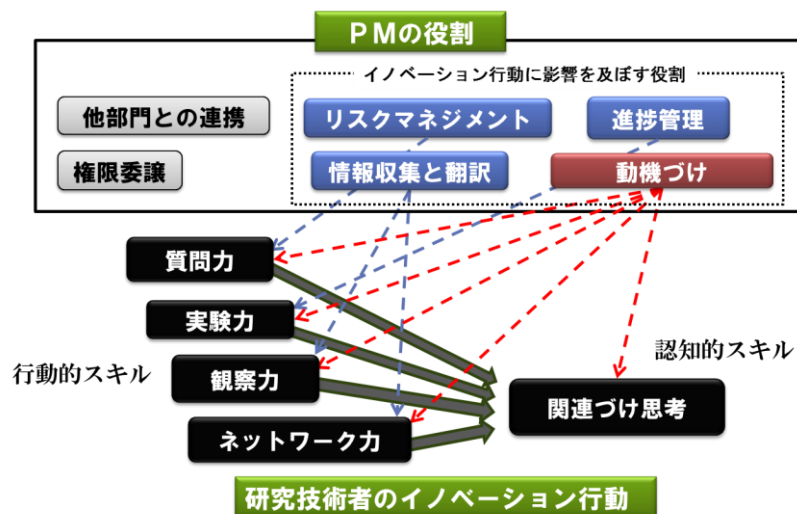 PMの役割
イノベーション行動に影響を及ぼす役割
他部門との連携
リスクマネジメント
進捗管理
権限委譲
情報収集と翻訳
動機づけ
質問力
実験力
認知的スキル
行動的スキル
観察力
関連づけ思考
ネットワーク力
研究技術者のイノベーション行動